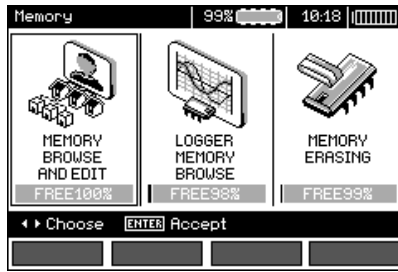 Memory 99% 10:18
MEMORY
BROWSE
AND EDIT
FREE100%
LOGGER
MEMORY
BROWSE
FREE98%
MEMORY
ERASING
FREE99%
Choose ENTER Accept